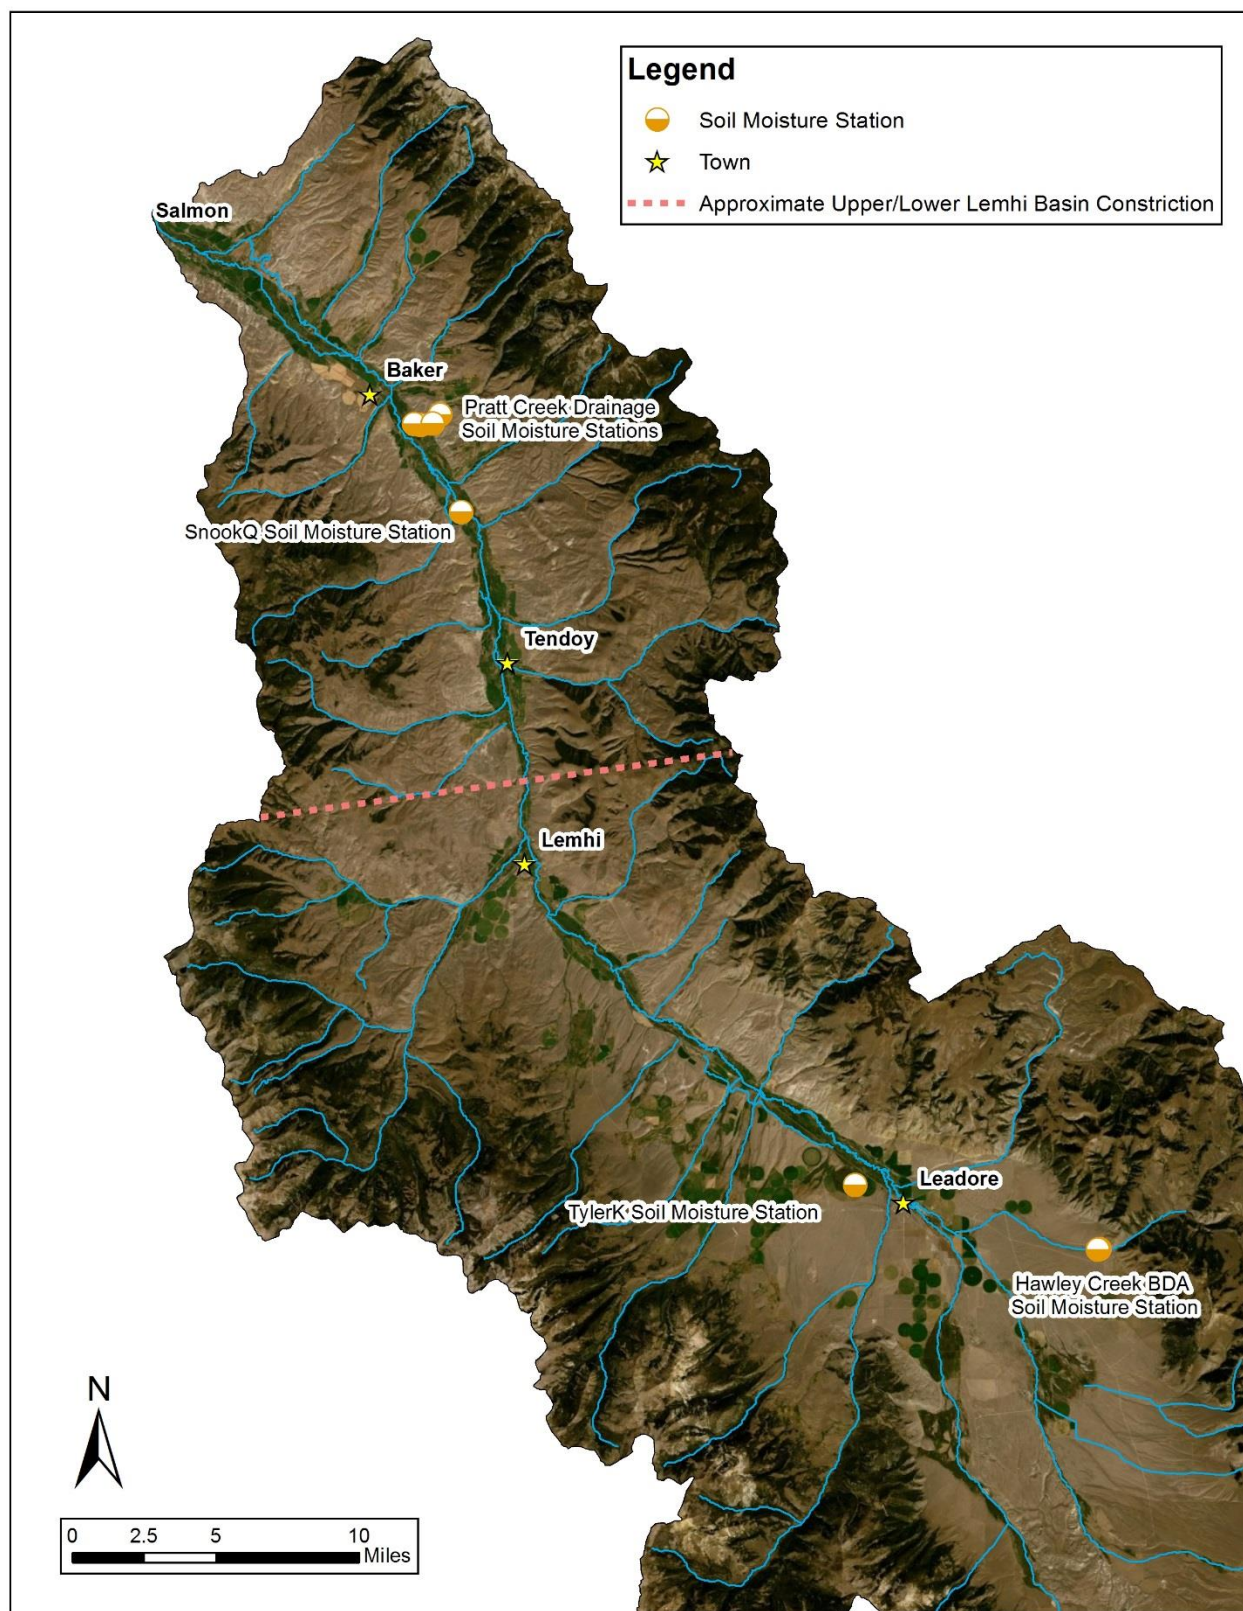 Legend
Soil Moisture Station
Town
Approximate Upper/Lower Lemhi Basin Constriction
Salmon
Baker
Pratt Creek Drainage
Soil Moisture Stations
SnookQ Soil Moisture Station
Tendoy
Lemhi
Leadore
TylerK Soil Moisture Station
Hawley Creek BDA
Soil Moisture Station
N
0 2.5 5 10
Miles